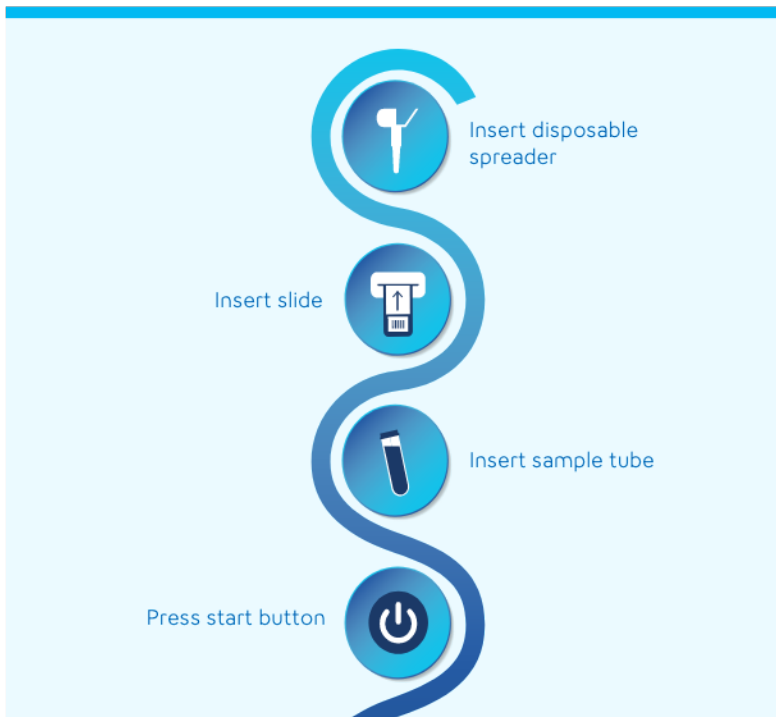 Insert disposable
spreader
Insert slide
Insert sample tube
Press start button